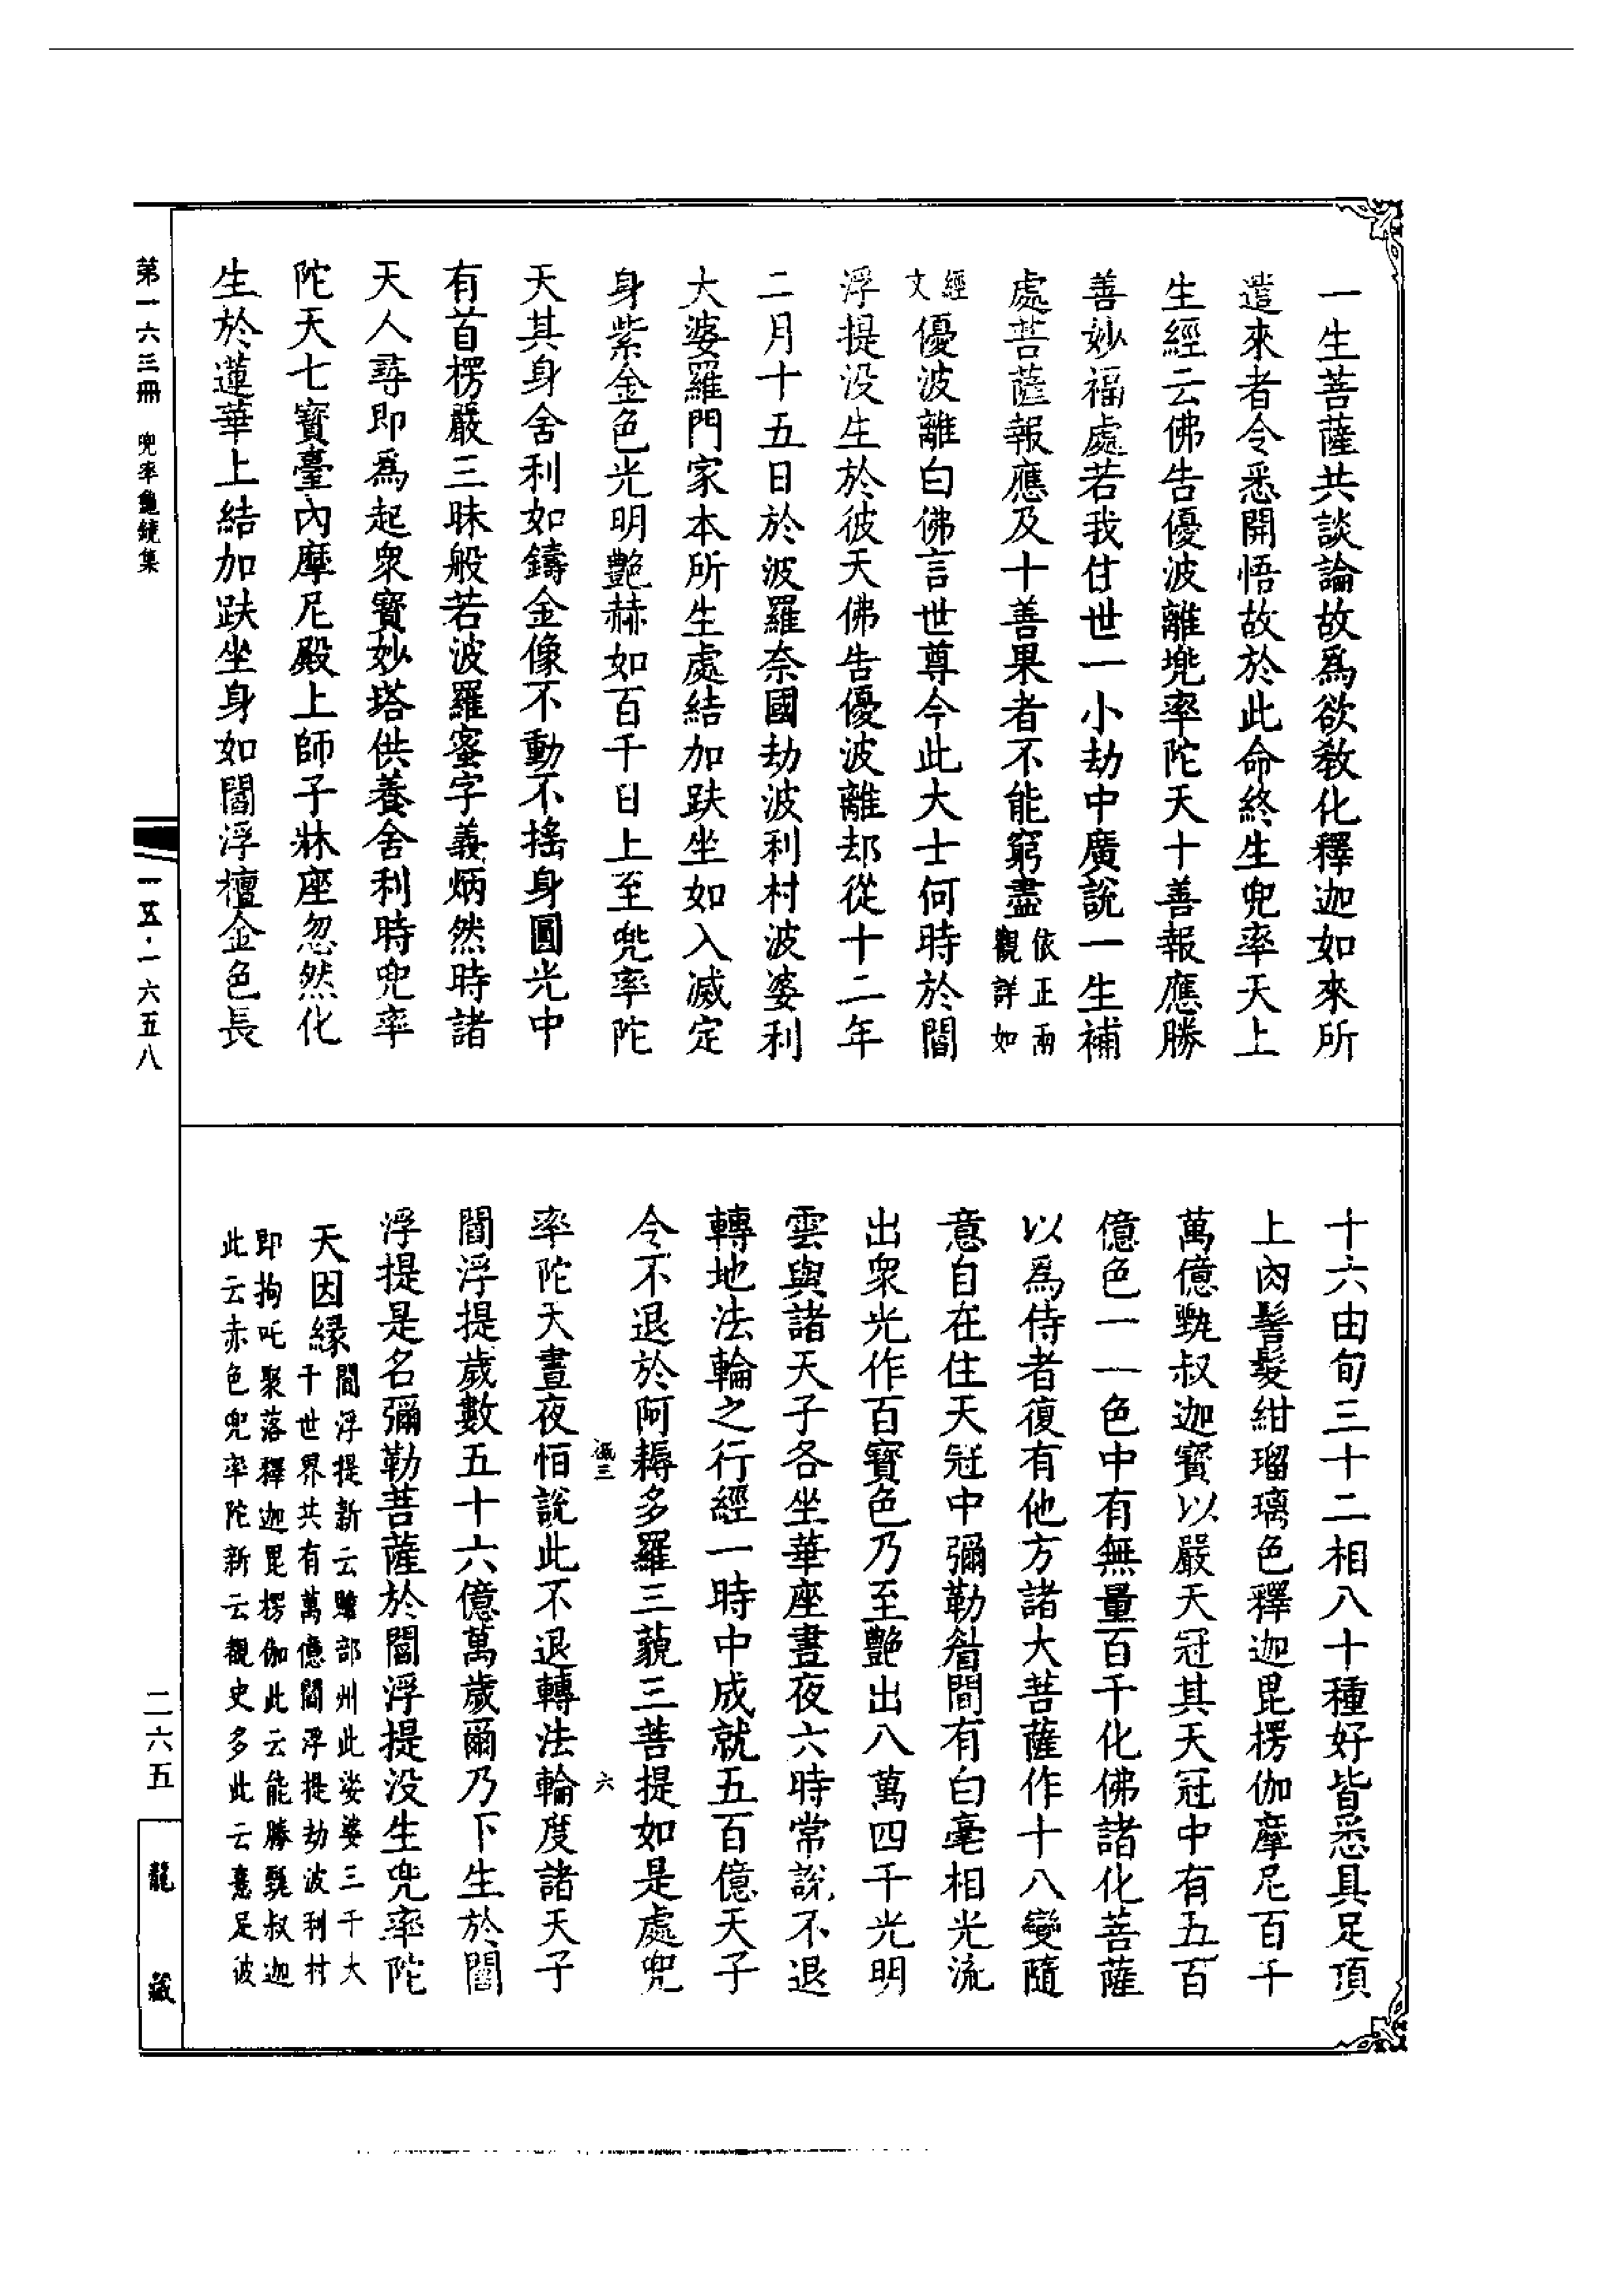 一生菩薩共談論故爲欲敎化釋迦如來所
遣來者令悉開悟故於此命終生兜率天上
生經云佛告優波離兠率陀天十善報應勝
善妙福處若我住世一小劫中廣說一生補
處菩薩報應及十善果者不能窮盡依正兩
觀詳如
經
文優波離白佛言世尊今此大士何時於閻
浮提没生於彼天佛告優波離却從十二年
二月十五日於波羅奈國劫波利村波婆利
大婆羅門家本所生處結加趺坐如入滅定
身紫金色光明艶赫如百千日上至兠率陀
天其身舍利如鑄金像不動不搖身圓光中
有首楞嚴三昧般若波羅蜜字義炳然時諸
天人尋即爲起衆寶妙塔供養舍利時兜率
陀天七寶臺內摩尼殿上師子牀座忽然化
生於蓮華上結加趺坐身如閻浮檀金色長
十六由旬三十二相八十種好皆悉具足頂
上肉髻髮紺瑠璃色釋迦毘楞伽摩尼百千
萬億甄叔迦寶以嚴天冠其天冠中有五百
億色一一色中有無量百千化佛諸化菩薩
以爲侍者復有他方諸大菩薩作十八變隨
意自在住天冠中彌勒眉間有白毫相光流
出衆光作百寶色乃至艶出八萬四千光明
雲與諸天子各坐華座晝夜六時常說不退
轉地法輪之行經一時中成就五百億天子
令不退於阿耨多羅三藐三菩提如是處兜
率陀天晝夜恒說此不退轉法輪度諸天子
閻浮提歲數五十六億萬歲爾乃下生於閻
浮提是名彌勒菩薩於閻浮提没生兜率陀
天因緣閻浮提新云贍部州此娑婆三千大
千世界共有萬億閻浮提劫波利村
即拘吒聚落釋迦毘楞伽此云能勝甄叔迦
此云赤色兜率陀新云覩史多此云意足彼
第一六三冊 兜率龜鏡集
一五·一六五八
二六五
龍藏
六